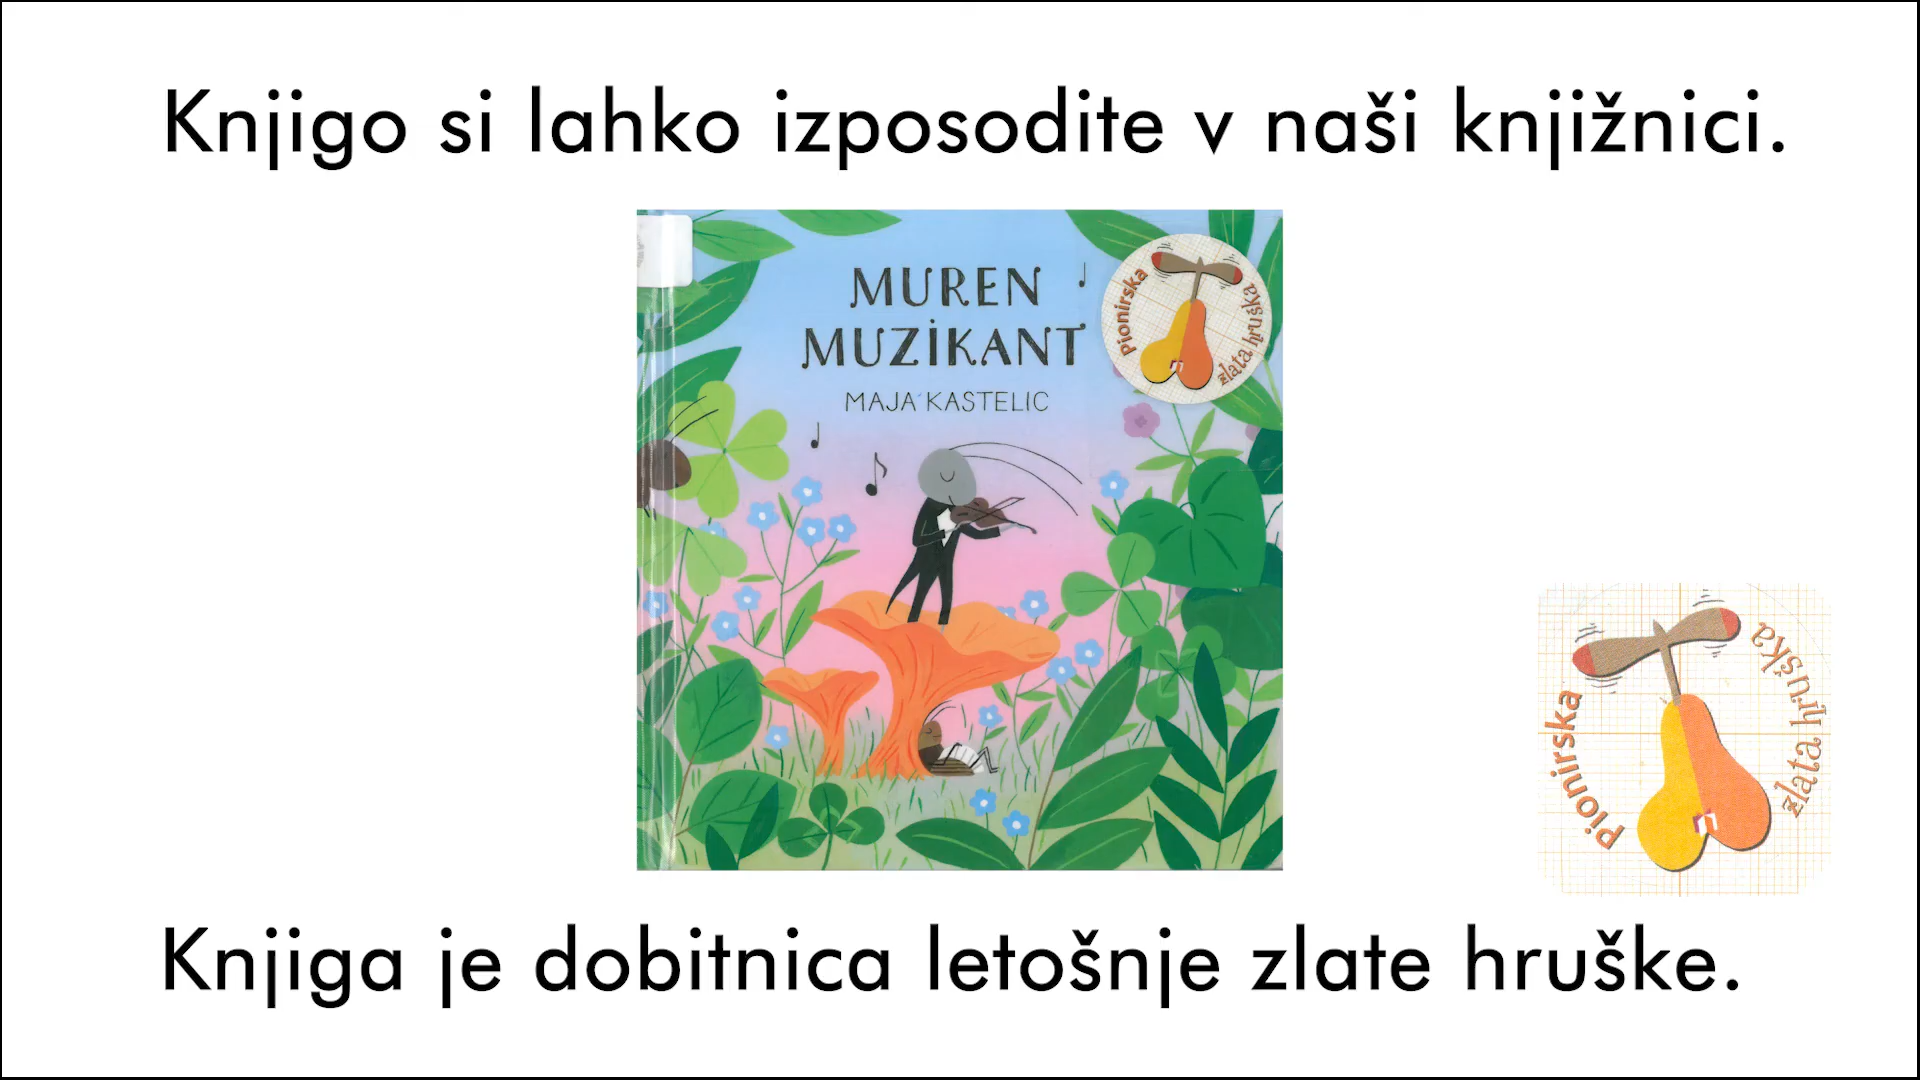 Knjigo si lahko izposodite v naši knjižnici.
MUREN
MUZIKANT
MAJA KASTELIC
Pionirska
zlata hruška
Pionirska
zlata hruška
Knjiga je dobitnica letošnje zlate hruške.